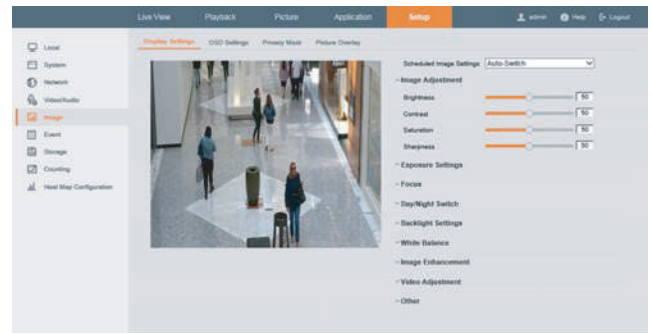 Live View Playback Picture Application Setup admin Help Logout
Display Settings OSD Settings Privacy Mask Picture Overlay
Local
System
Network
Video/Audio
Image
Event
Storage
Counting
Heat Map Configuration
Scheduled Image Settings Auto-Switch
Image Adjustment
Brightness 50
Contrast 50
Saturation 50
Sharpness 50
Exposure Settings
Focus
Day/Night Switch
Backlight Settings
White Balance
Image Enhancement
Video Adjustment
Other